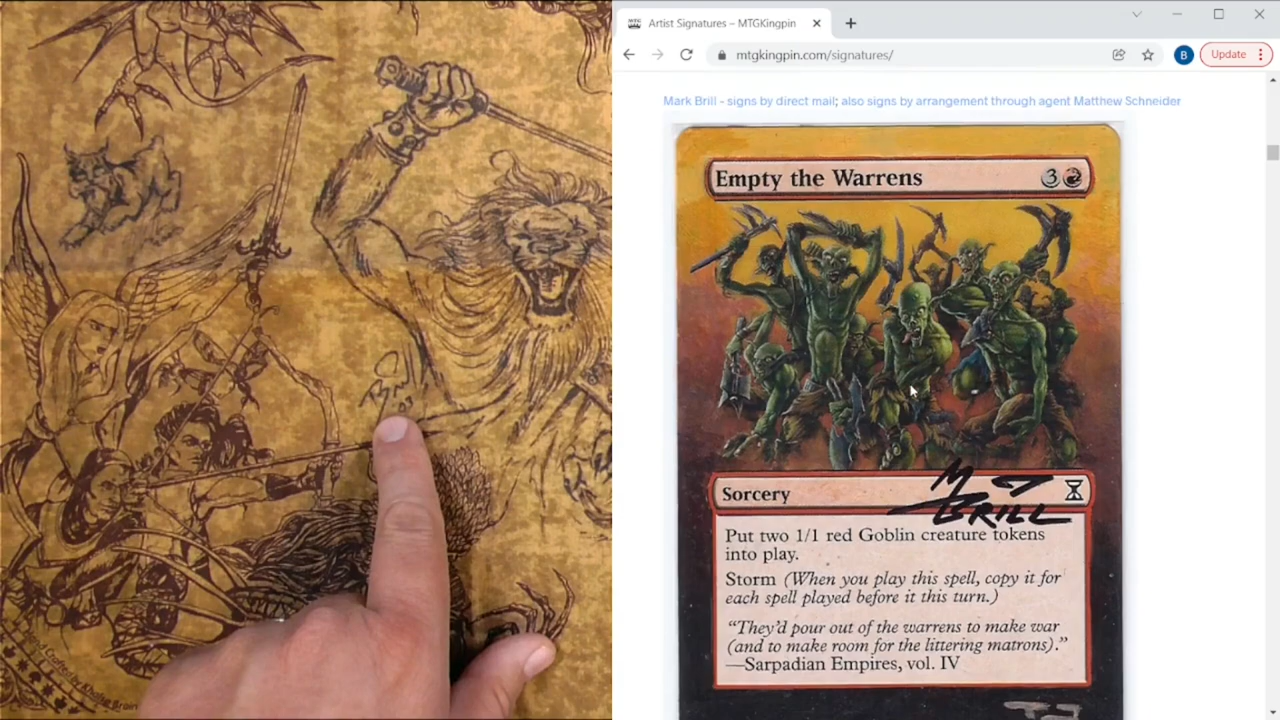 Artist Signatures – MTGKingpin
mtgkingpin.com/signatures/
B
Update
Mark Brill - signs by direct mail; also signs by arrangement through agent Matthew Schneider
Empty the Warrens 3
M
BRILL
Sorcery
Put two 1/1 red Goblin creature tokens
into play.
Storm (When you play this spell, copy it for
each spell played before it this turn.)
“They’d pour out of the warrens to make war
(and to make room for the littering matrons).”
—Sarpadian Empires, vol. IV